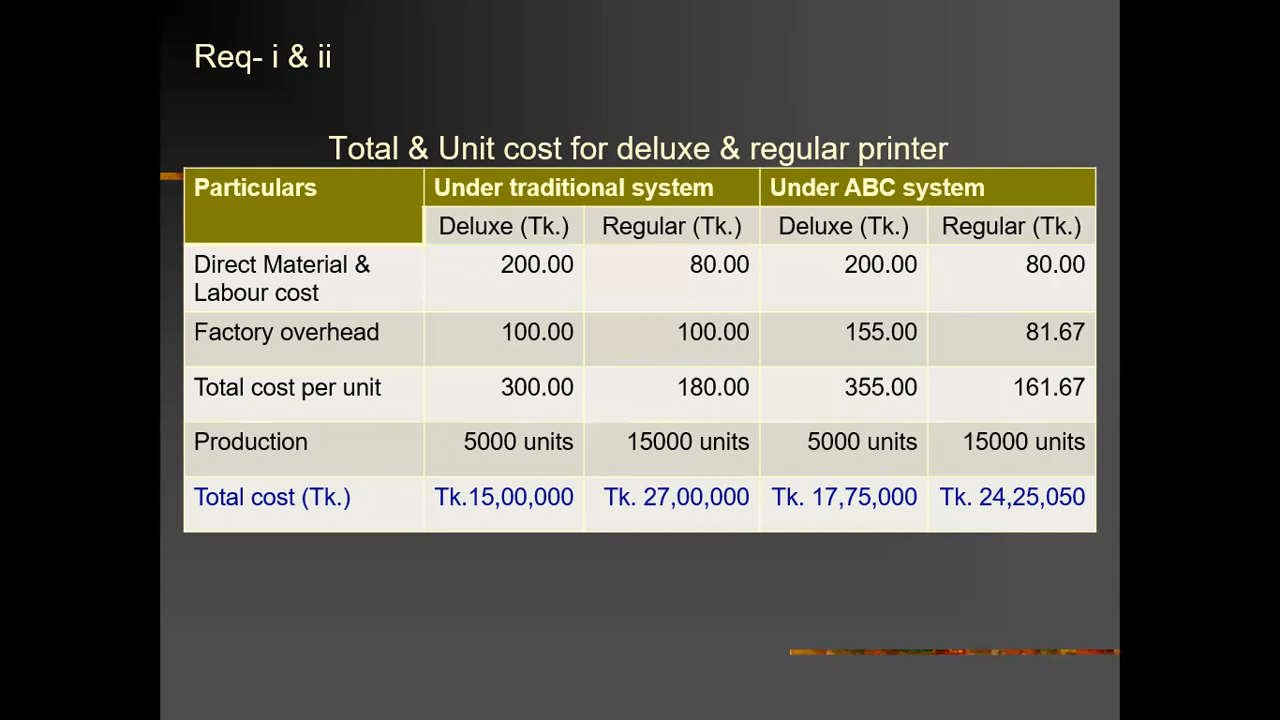 Req- i & ii
Total & Unit cost for deluxe & regular printer
Particulars Under traditional system Under ABC system
Deluxe (Tk.) Regular (Tk.) Deluxe (Tk.) Regular (Tk.)
Direct Material & 200.00 80.00 200.00 80.00
Labour cost
Factory overhead 100.00 100.00 155.00 81.67
Total cost per unit 300.00 180.00 355.00 161.67
Production 5000 units 15000 units 5000 units 15000 units
Total cost (Tk.) Tk.15,00,000 Tk. 27,00,000 Tk. 17,75,000 Tk. 24,25,050